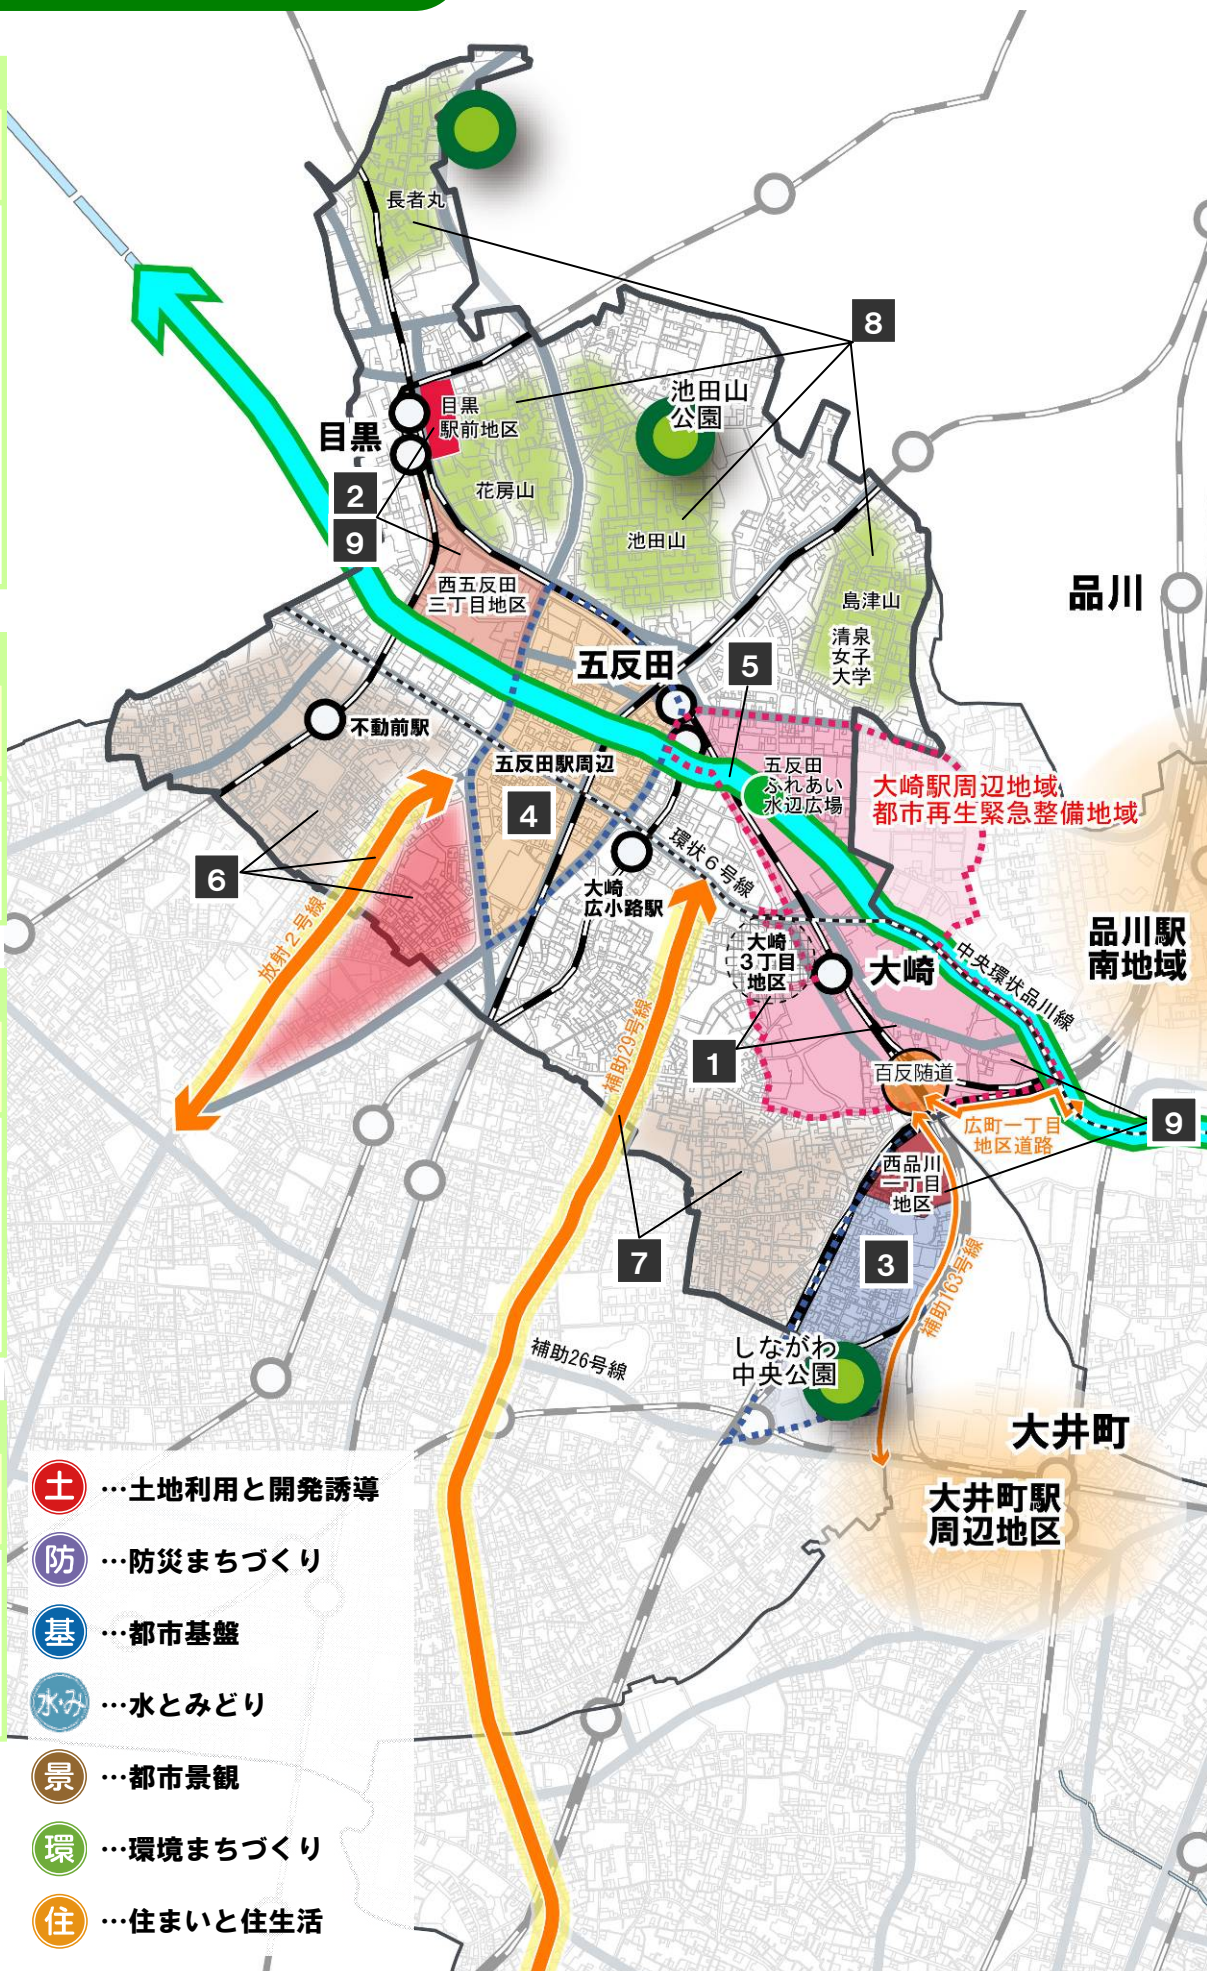 長者丸
8
池田山
公園
目黒
駅前地区
目黒
2
9
花房山
池田山
西五反田
三丁目地区
島津山
清泉
女子
大学
品川
五反田
5
不動前駅
五反田駅周辺
4
五反田
ふれあい
水辺広場
大崎駅周辺地域
都市再生緊急整備地域
環状6号線
6
大崎
広小路駅
放射2号線
大崎
3丁目
地区
大崎
中央環状品川線
品川駅
南地域
補助29号線
1
百反隧道
広町一丁目
地区道路
9
西品川
一丁目
地区
7
3
補助163号線
しながわ
中央公園
補助26号線
大井町
大井町駅
周辺地区
土 …土地利用と開発誘導
防 …防災まちづくり
基 …都市基盤
水・み …水とみどり
景 …都市景観
環 …環境まちづくり
住 …住まいと住生活